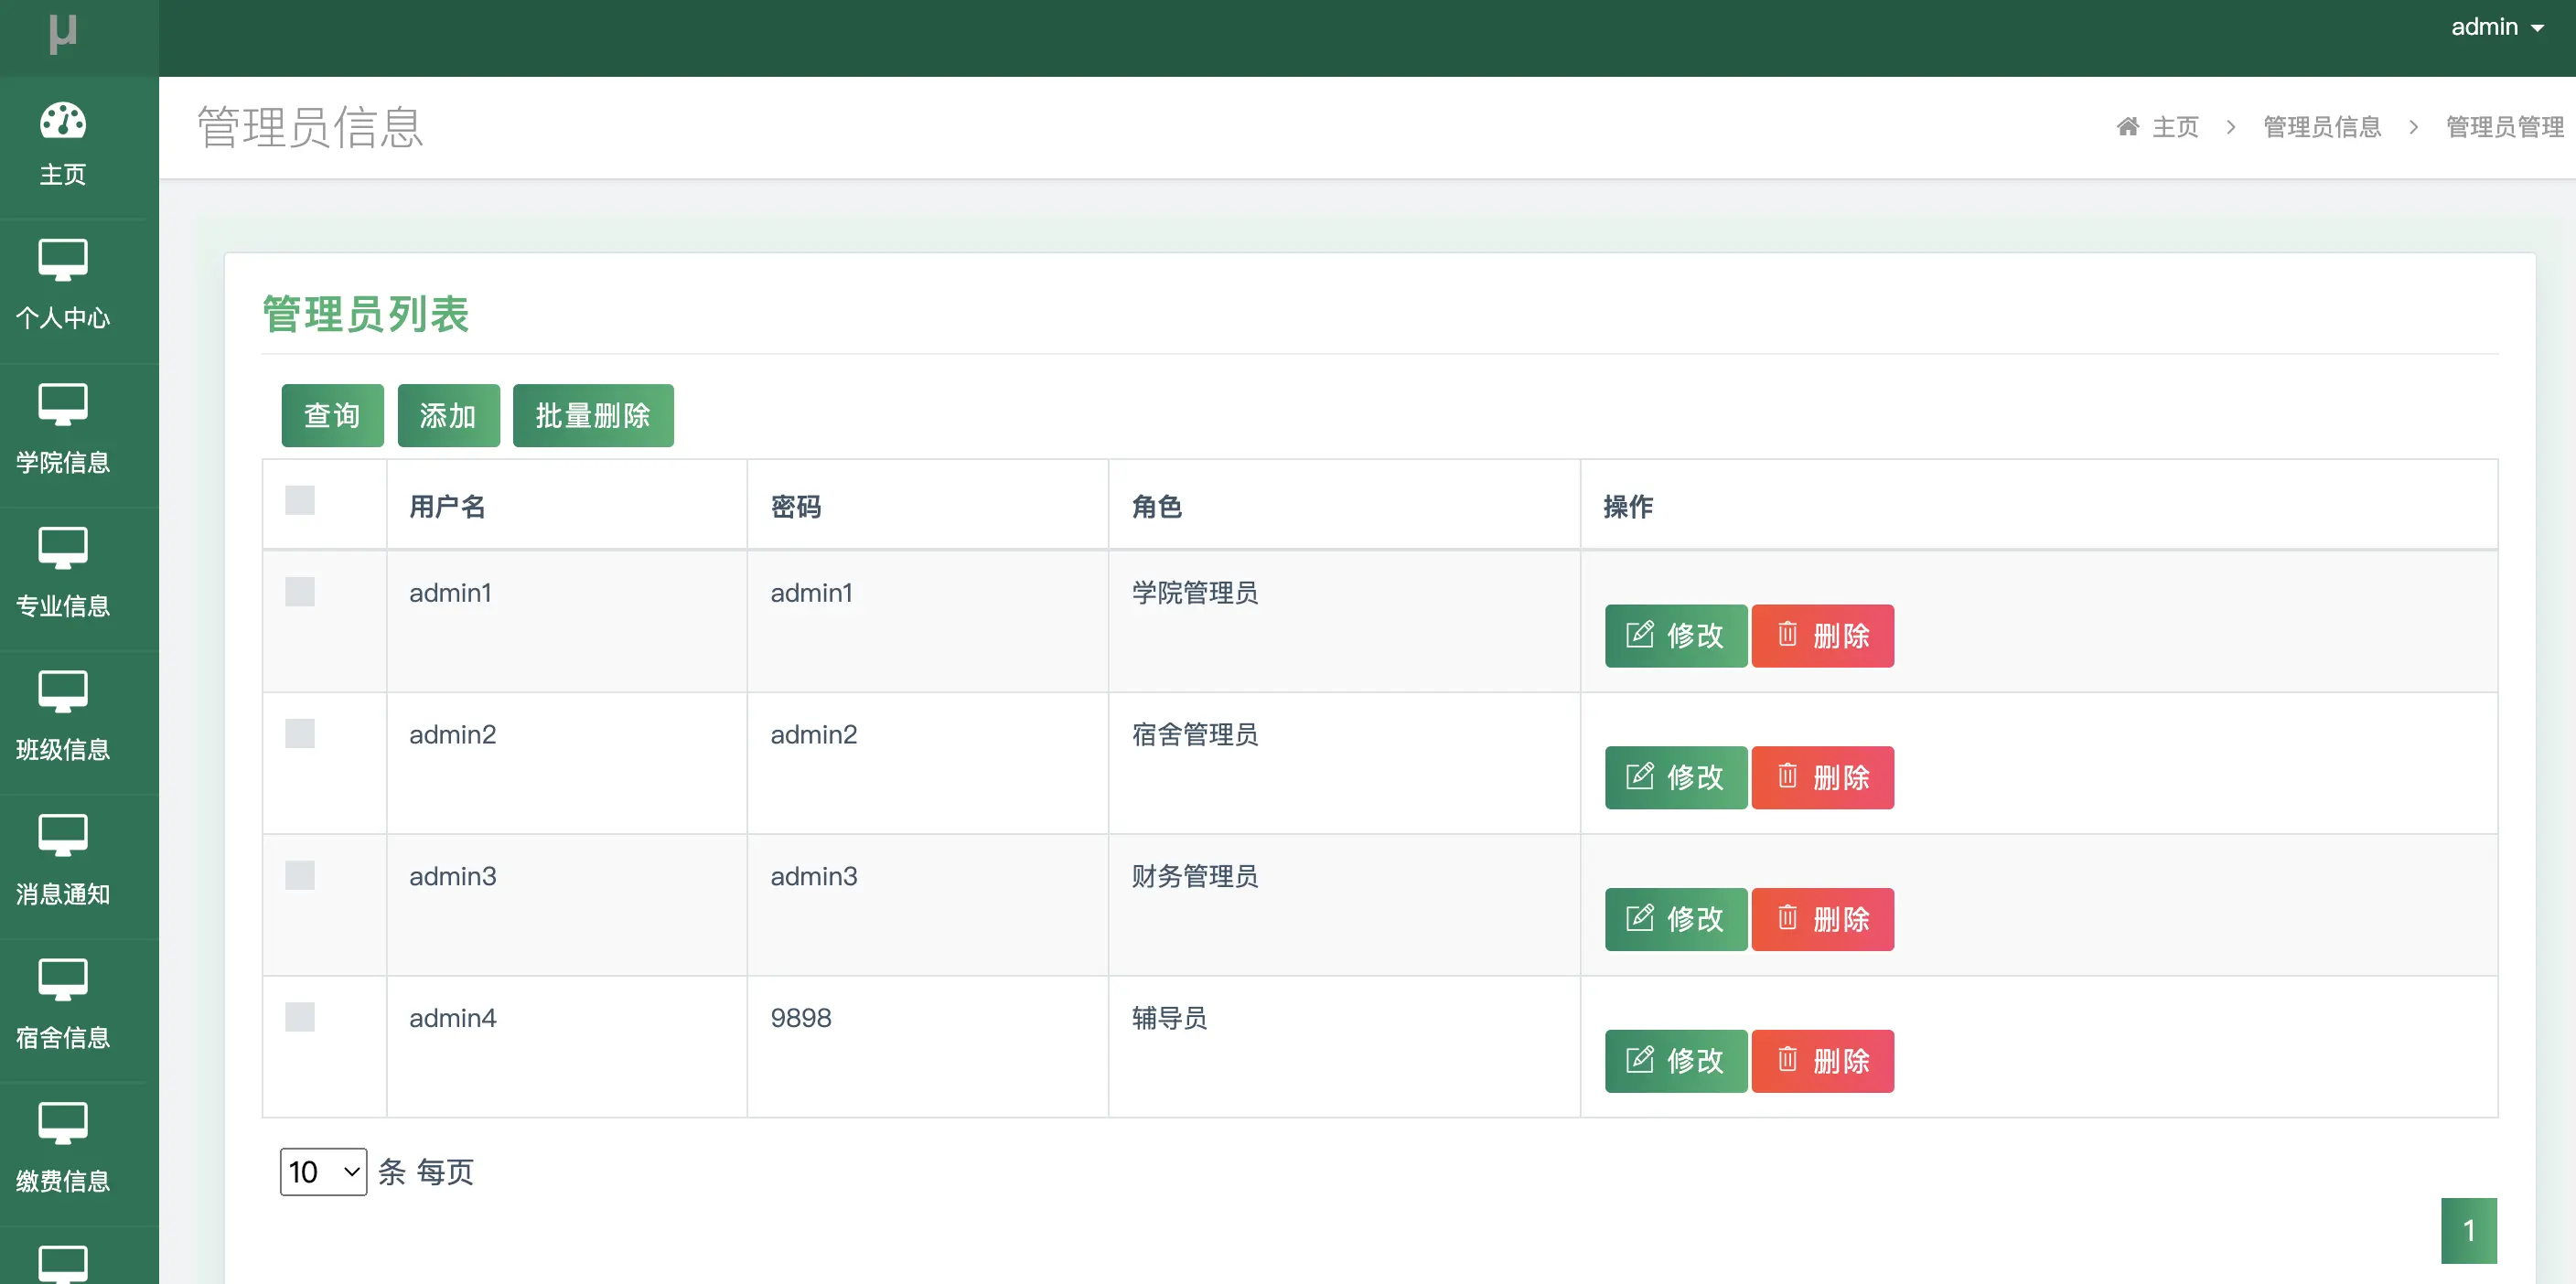 µ
admin
主页
个人中心
学院信息
专业信息
班级信息
消息通知
宿舍信息
缴费信息
管理员信息
主页 > 管理员信息 > 管理员管理
管理员列表
查询 添加 批量删除
用户名 密码 角色 操作
admin1 admin1 学院管理员 修改 删除
admin2 admin2 宿舍管理员 修改 删除
admin3 admin3 财务管理员 修改 删除
admin4 9898 辅导员 修改 删除
10 条 每页
1